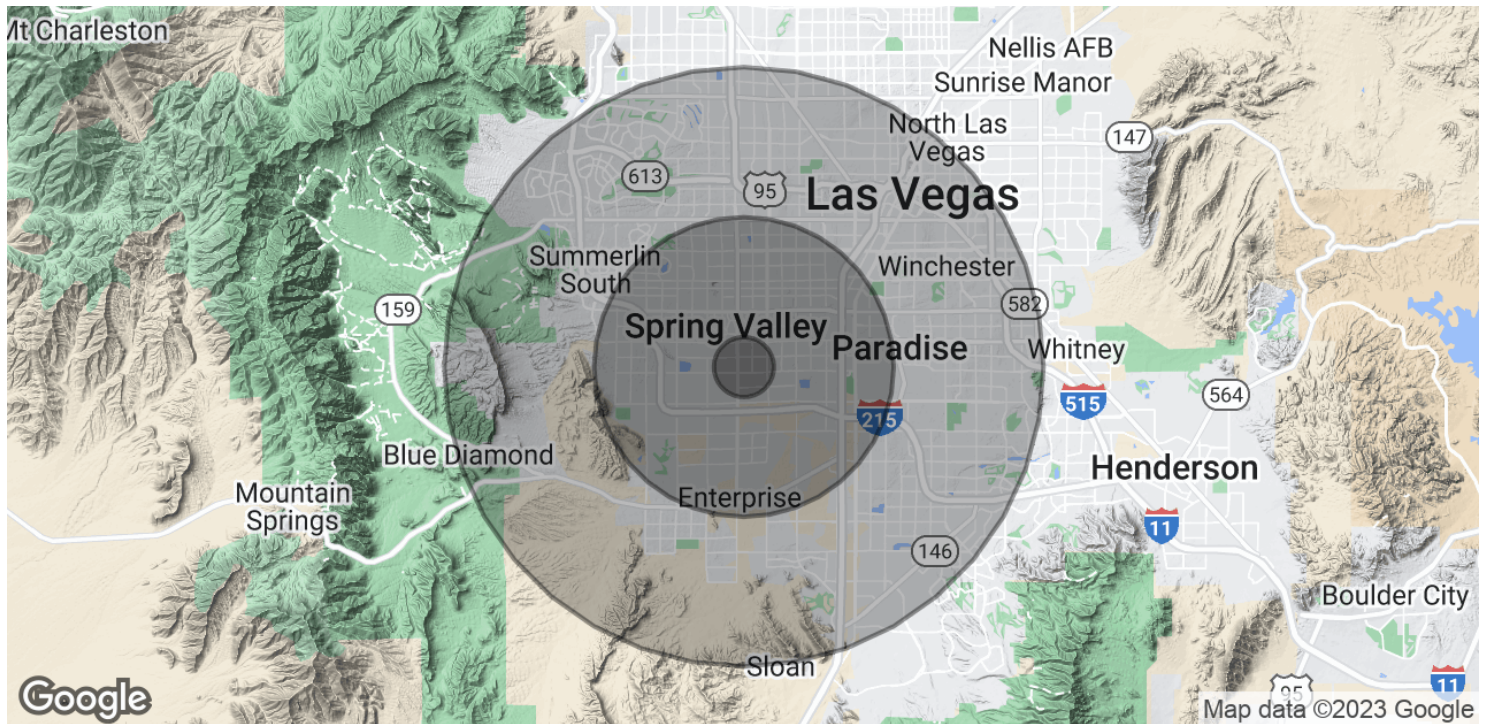 Mt Charleston
Nellis AFB
Sunrise Manor
North Las
Vegas
147
613
95
Las Vegas
Summerlin
South
Winchester
159
582
Spring Valley
Paradise
Whitney
564
515
215
Blue Diamond
Henderson
Mountain
Springs
Enterprise
11
146
Boulder City
Sloan
Google
95
11
Map data ©2023 Google